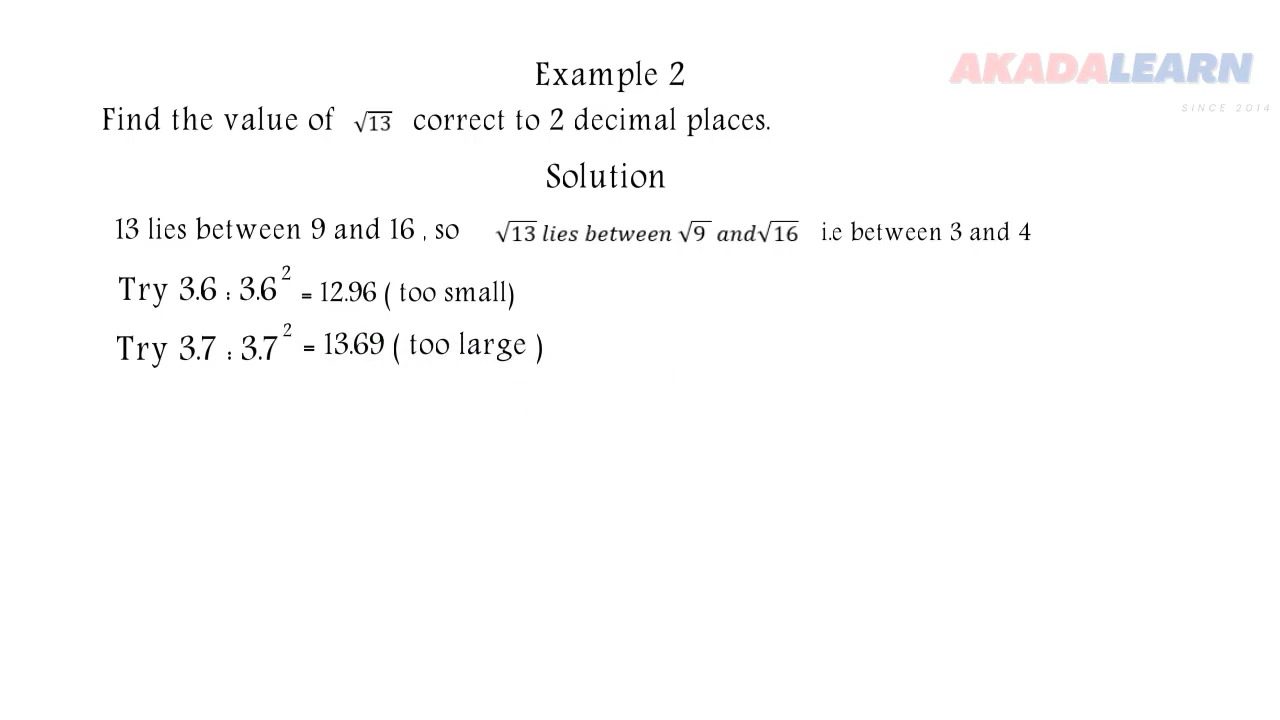 AKADALEARN
SINCE 2014
Example 2
Find the value of √13 correct to 2 decimal places.
Solution
13 lies between 9 and 16 , so √13 lies between √9 and √16 i.e between 3 and 4
Try 3.6 : 3.6² = 12.96 ( too small)
Try 3.7 : 3.7² = 13.69 ( too large )